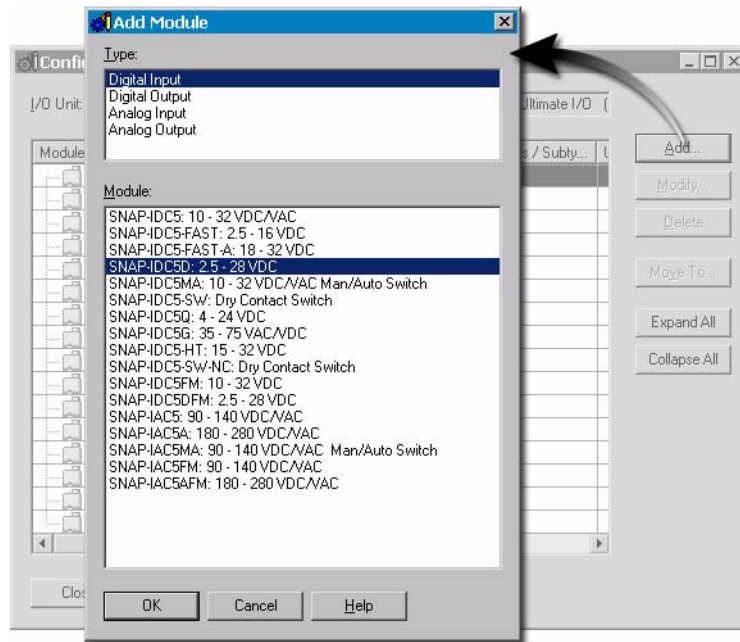 Add Module
Type:
Digital Input
Digital Output
Analog Input
Analog Output
Module:
SNAP-IDC5: 10 - 32 VDC/VAC
SNAP-IDC5-FAST: 2.5 - 16 VDC
SNAP-IDC5-FAST-A: 18 - 32 VDC
SNAP-IDC5D: 2.5 - 28 VDC
SNAP-IDC5MA: 10 - 32 VDC/VAC Man/Auto Switch
SNAP-IDC5-SW: Dry Contact Switch
SNAP-IDC5Q: 4 - 24 VDC
SNAP-IDC5G: 35 - 75 VAC/VDC
SNAP-IDC5-HT: 15 - 32 VDC
SNAP-IDC5-SW-NC: Dry Contact Switch
SNAP-IDC5FM: 10 - 32 VDC
SNAP-IDC5DFM: 2.5 - 28 VDC
SNAP-IAC5: 90 - 140 VDC/VAC
SNAP-IAC5A: 180 - 280 VDC/VAC
SNAP-IAC5MA: 90 - 140 VDC/VAC Man/Auto Switch
SNAP-IAC5FM: 90 - 140 VDC/VAC
SNAP-IAC5AFM: 180 - 280 VDC/VAC
OK Cancel Help
I/O Unit: Ultimate I/O
Module
Add...
Modify...
Delete
Move To...
Expand All
Collapse All